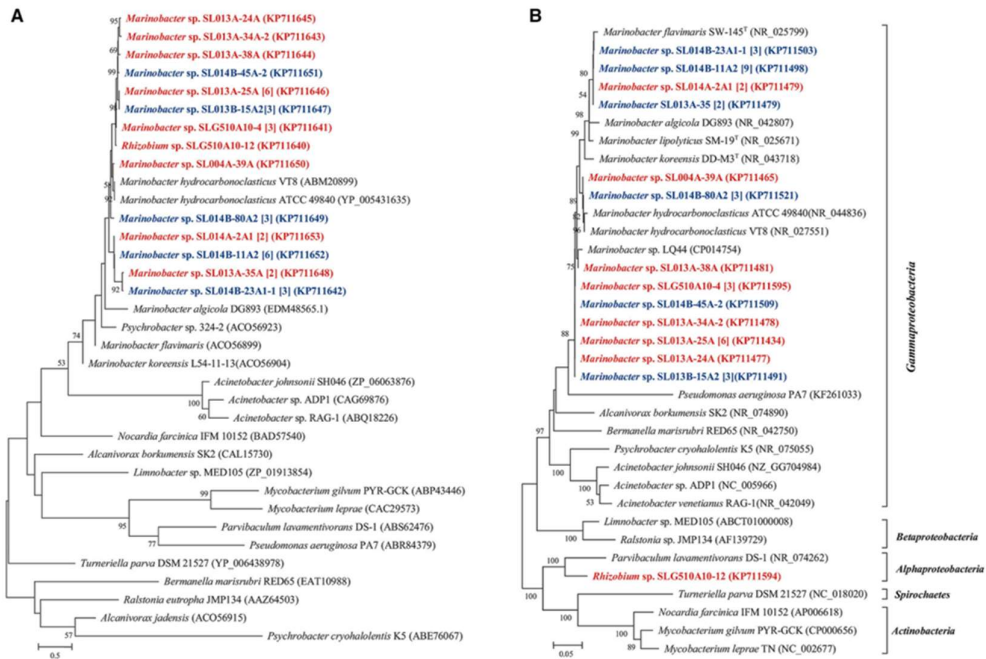 A
Marinobacter sp. SL013A-24A (KP711645)
Marinobacter sp. SL013A-34A-2 (KP711643)
Marinobacter sp. SL013A-38A (KP711644)
Marinobacter sp. SL014B-45A-2 (KP711651)
Marinobacter sp. SL013A-25A [6] (KP711646)
Marinobacter sp. SL013B-15A2[3] (KP711647)
Marinobacter sp. SLG510A10-4 [3] (KP711641)
Rhizobium sp. SLG510A10-12 (KP711640)
Marinobacter sp. SL004A-39A (KP711650)
Marinobacter hydrocarbonoclasticus VT8 (ABM20899)
Marinobacter hydrocarbonoclasticus ATCC 49840 (YP_005431635)
Marinobacter sp. SL014B-80A2 [3] (KP711649)
Marinobacter sp. SL014A-2A1 [2] (KP711653)
Marinobacter sp. SL014B-11A2 [6] (KP711652)
Marinobacter sp. SL013A-35A [2] (KP711648)
Marinobacter sp. SL014B-23A1-1 [3] (KP711642)
Marinobacter algicola DG893 (EDM48565.1)
Psychrobacter sp. 324-2 (ACO56923)
Marinobacter flavimaris (ACO56899)
Marinobacter koreensis L54-11-13(ACO56904)
Acinetobacter johnsonii SH046 (ZP_06063876)
Acinetobacter sp. ADP1 (CAG69876)
Acinetobacter sp. RAG-1 (ABQ18226)
Nocardia farcinica IFM 10152 (BAD57540)
Alcanivorax borkumensis SK2 (CAL15730)
Limnobacter sp. MED105 (ZP_01913854)
Mycobacterium gilvum PYR-GCK (ABP43446)
Mycobacterium leprae (CAC29573)
Parvibaculum lavamentivorans DS-1 (ABS62476)
Pseudomonas aeruginosa PA7 (ABR84379)
Turneriella parva DSM 21527 (YP_006438978)
Bermanella marisrubri RED65 (EAT10988)
Ralstonia eutropha JMP134 (AAZ64503)
Alcanivorax jadensis (ACO56915)
Psychrobacter cryohalolentis K5 (ABE76067)
95
69
99
98
92
74
53
100
60
99
95
77
57
0.5
B
Marinobacter flavimaris SW-145T (NR_025799)
Marinobacter sp. SL014B-23A1-1 [3] (KP711503)
Marinobacter sp. SL014B-11A2 [9] (KP711498)
Marinobacter sp. SL014A-2A1 [2] (KP711479)
Marinobacter sp. SL013A-35 [2] (KP711479)
Marinobacter algicola DG893 (NR_042807)
Marinobacter lipolyticus SM-19T (NR_025671)
Marinobacter koreensis DD-M3T (NR_043718)
Marinobacter sp. SL004A-39A (KP711465)
Marinobacter sp. SL014B-80A2 [3] (KP711521)
Marinobacter hydrocarbonoclasticus ATCC 49840(NR_044836)
Marinobacter hydrocarbonoclasticus VT8 (NR_027551)
Marinobacter sp. LQ44 (CP014754)
Marinobacter sp. SL013A-38A (KP711481)
Marinobacter sp. SLG510A10-4 [3] (KP711595)
Marinobacter sp. SL014B-45A-2 (KP711509)
Marinobacter sp. SL013A-34A-2 (KP711478)
Marinobacter sp. SL013A-25A [6] (KP711434)
Marinobacter sp. SL013A-24A (KP711477)
Marinobacter sp. SL013B-15A2 [3](KP711491)
Pseudomonas aeruginosa PA7 (KF261033)
Alcanivorax borkumensis SK2 (NR_074890)
Bermanella marisrubri RED65 (NR_042750)
Psychrobacter cryohalolentis K5 (NR_075055)
Acinetobacter johnsonii SH046 (NZ_GG704984)
Acinetobacter sp. ADP1 (NC_005966)
Acinetobacter venetianus RAG-1(NR_042049)
Limnobacter sp. MED105 (ABCT01000008)
Ralstonia sp. JMP134 (AF139729)
Parvibaculum lavamentivorans DS-1 (NR_074262)
Rhizobium sp. SLG510A10-12 (KP711594)
Turneriella parva DSM 21527 (NC_018020)
Nocardia farcinica IFM 10152 (AP006618)
Mycobacterium gilvum PYR-GCK (CP000656)
Mycobacterium leprae TN (NC_002677)
80
54
98
99
96
75
88
97
100
100
53
100
100
100
100
100
89
0.05
Gammaproteobacteria
Betaproteobacteria
Alphaproteobacteria
Spirochaetes
Actinobacteria